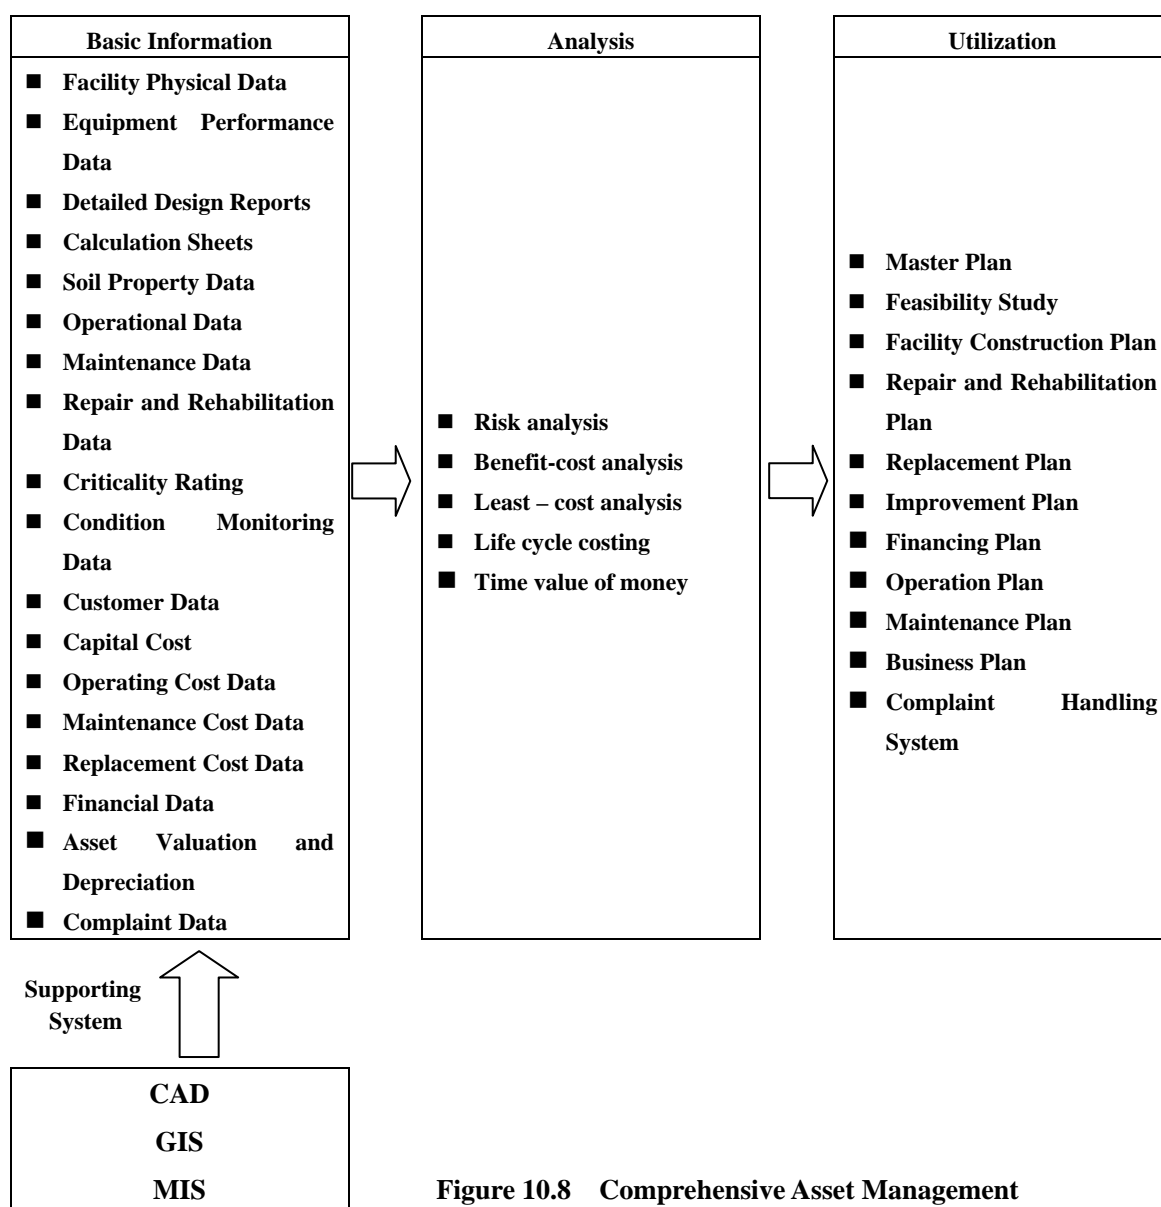 Basic Information
■ Facility Physical Data
■ Equipment Performance
Data
■ Detailed Design Reports
■ Calculation Sheets
■ Soil Property Data
■ Operational Data
■ Maintenance Data
■ Repair and Rehabilitation
Data
■ Criticality Rating
■ Condition Monitoring
Data
■ Customer Data
■ Capital Cost
■ Operating Cost Data
■ Maintenance Cost Data
■ Replacement Cost Data
■ Financial Data
■ Asset Valuation and
Depreciation
■ Complaint Data
Analysis
■ Risk analysis
■ Benefit-cost analysis
■ Least – cost analysis
■ Life cycle costing
■ Time value of money
Utilization
■ Master Plan
■ Feasibility Study
■ Facility Construction Plan
■ Repair and Rehabilitation
Plan
■ Replacement Plan
■ Improvement Plan
■ Financing Plan
■ Operation Plan
■ Maintenance Plan
■ Business Plan
■ Complaint Handling
System
Supporting
System
CAD
GIS
MIS
Figure 10.8 Comprehensive Asset Management